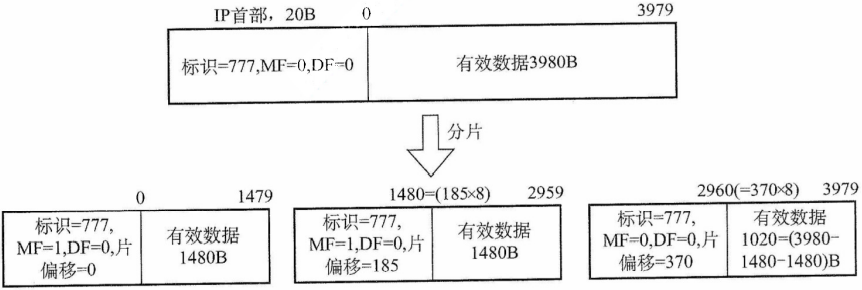 IP首部，20B 0 3979
标识=777,MF=0,DF=0 有效数据3980B
分片
0 1479 1480=(185×8) 2959 2960(=370×8) 3979
标识=777,
MF=1,DF=0,片
偏移=0
有效数据
1480B
标识=777,
MF=1,DF=0,片
偏移=185
有效数据
1480B
标识=777,
MF=0,DF=0,片
偏移=370
有效数据
1020=(3980−
1480−1480)B